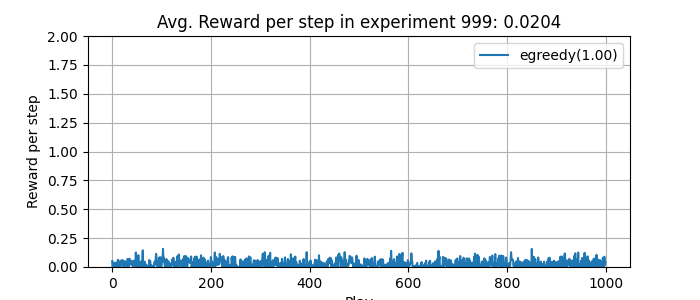 Avg. Reward per step in experiment 999: 0.0204
2.00
1.75
1.50
1.25
1.00
0.75
0.50
0.25
0.00
Reward per step
egreedy(1.00)
0 200 400 600 800 1000
Play